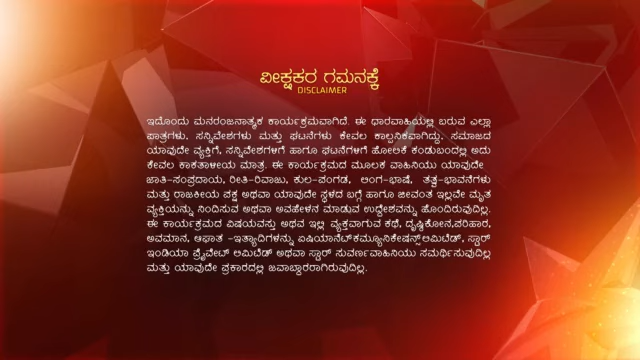 ವೀಕ್ಷಕರ ಗಮನಕ್ಕೆ
DISCLAIMER
ಇದೊಂದು ಮನರಂಜನಾತ್ಮಕ ಕಾರ್ಯಕ್ರಮವಾಗಿದೆ. ಈ ಧಾರವಾಹಿಯಲ್ಲಿ ಬರುವ ಎಲ್ಲಾ
ಪಾತ್ರಗಳು, ಸನ್ನಿವೇಶಗಳು ಮತ್ತು ಘಟನೆಗಳು ಕೇವಲ ಕಾಲ್ಪನಿಕವಾಗಿದ್ದು, ಸಮಾಜದ
ಯಾವುದೇ ವ್ಯಕ್ತಿಗೆ, ಸನ್ನಿವೇಶಗಳಿಗೆ ಹಾಗೂ ಘಟನೆಗಳಿಗೆ ಹೋಲಿಕೆ ಕಂಡುಬಂದಲ್ಲಿ ಅದು
ಕೇವಲ ಕಾಕತಾಳೀಯ ಮಾತ್ರ. ಈ ಕಾರ್ಯಕ್ರಮದ ಮೂಲಕ ವಾಹಿನಿಯು ಯಾವುದೇ
ಜಾತಿ-ಸಂಪ್ರದಾಯ, ರೀತಿ-ರಿವಾಜು, ಕುಲ-ಪಂಗಡ, ಲಿಂಗ-ಭಾಷೆ, ತತ್ವ-ಭಾವನೆಗಳು
ಮತ್ತು ರಾಜಕೀಯ ಪಕ್ಷ ಅಥವಾ ಯಾವುದೇ ಸ್ಥಳದ ಬಗ್ಗೆ ಹಾಗೂ ಜೀವಂತ ಇಲ್ಲವೇ ಮೃತ
ವ್ಯಕ್ತಿಯನ್ನು ನಿಂದಿಸುವ ಅಥವಾ ಅವಹೇಳನ ಮಾಡುವ ಉದ್ದೇಶವನ್ನು ಹೊಂದಿರುವುದಿಲ್ಲ.
ಈ ಕಾರ್ಯಕ್ರಮದ ವಿಷಯವಸ್ತು ಅಥವ ಇಲ್ಲಿ ವ್ಯಕ್ತವಾಗುವ ಕಥೆ, ದೃಷ್ಟಿಕೋನ,ಪರಿಹಾರ,
ಅವಮಾನ, ಆಘಾತ -ಇತ್ಯಾದಿಗಳನ್ನು ಏಷಿಯಾನೆಟ್ ಕಮ್ಯೂನಿಕೇಷನ್ಸ್ ಲಿಮಿಟೆಡ್, ಸ್ಟಾರ್
ಇಂಡಿಯಾ ಪ್ರೈವೇಟ್ ಲಿಮಿಟೆಡ್ ಅಥವಾ ಸ್ಟಾರ್ ಸುವರ್ಣವಾಹಿನಿಯು ಸಮರ್ಥಿಸುವುದಿಲ್ಲ
ಮತ್ತು ಯಾವುದೇ ಪ್ರಕಾರದಲ್ಲಿ ಜವಾಬ್ದಾರರಾಗಿರುವುದಿಲ್ಲ.